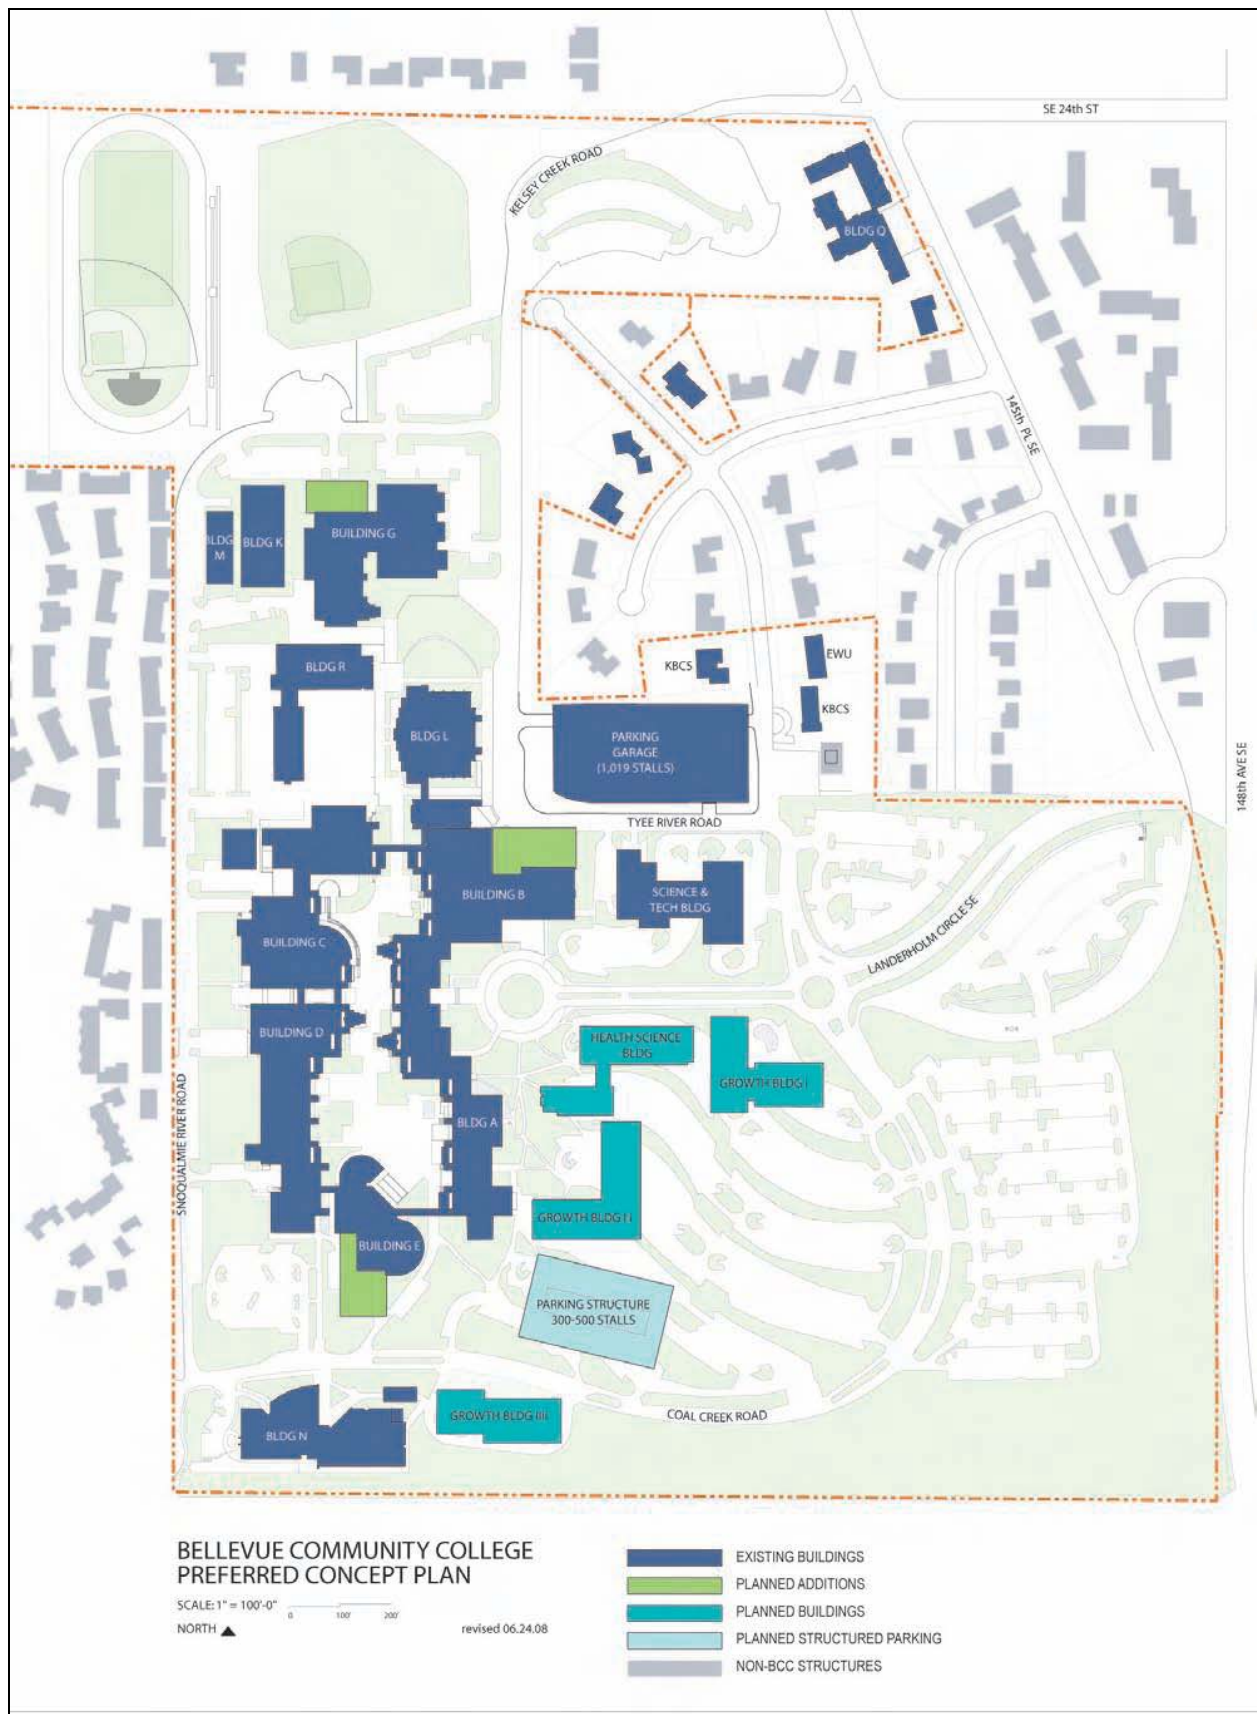 SE 24th ST
KELSEY CREEK ROAD
BLDG Q
145th PL SE
BLDG
M
BLDG K
BUILDING G
BLDG R
KBCS
EWU
KBCS
BLDG L
PARKING
GARAGE
(1,019 STALLS)
148th AVE SE
TYEE RIVER ROAD
BUILDING B
SCIENCE &
TECH BLDG
BUILDING C
LANDERHOLM CIRCLE SE
BUILDING D
HEALTH SCIENCE
BLDG
GROWTH BLDG I
SNOQUALMIE RIVER ROAD
BLDG A
GROWTH BLDG I I
BUILDING E
PARKING STRUCTURE
300-500 STALLS
GROWTH BLDG IIII
COAL CREEK ROAD
BLDG N
BELLEVUE COMMUNITY COLLEGE
PREFERRED CONCEPT PLAN
SCALE: 1" = 100'-0"
0 100' 200'
NORTH
revised 06.24.08
EXISTING BUILDINGS
PLANNED ADDITIONS
PLANNED BUILDINGS
PLANNED STRUCTURED PARKING
NON-BCC STRUCTURES